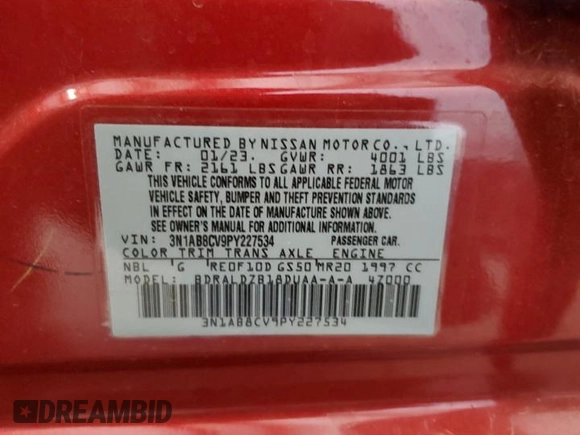 MANUFACTURED BY NISSAN MOTOR CO., LTD.
DATE: 01/23. GVWR: 4001 LBS
GAWR FR: 2161 LBS GAWR RR: 1863 LBS
THIS VEHICLE CONFORMS TO ALL APPLICABLE FEDERAL MOTOR
VEHICLE SAFETY, BUMPER AND THEFT PREVENTION STANDARDS
IN EFFECT ON THE DATE OF MANUFACTURE SHOWN ABOVE.
SEE OWNER'S MANUAL FOR ADDITIONAL INFORMATION.
VIN: 3N1AB8CV9PY227534 PASSENGER CAR.
COLOR TRIM TRANS AXLE ENGINE
NBL G RE0F10D GS50 MR20 1997 CC
MODEL: BDRALDZB18DUAA-A-A 4Z000
3N1AB8CV9PY227534
DREAMBID